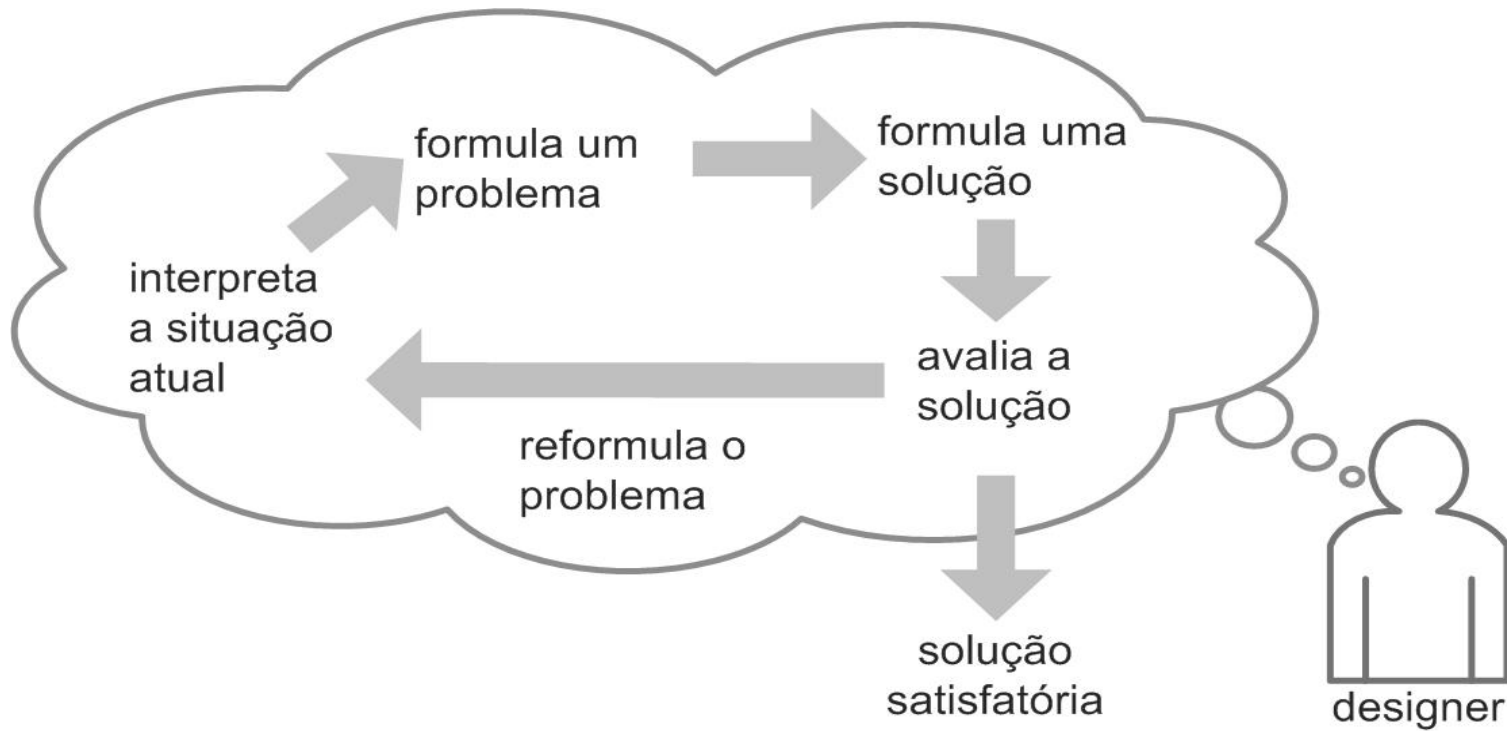 formula um
problema
formula uma
solução
interpreta
a situação
atual
avalia a
solução
reformula o
problema
solução
satisfatória
designer